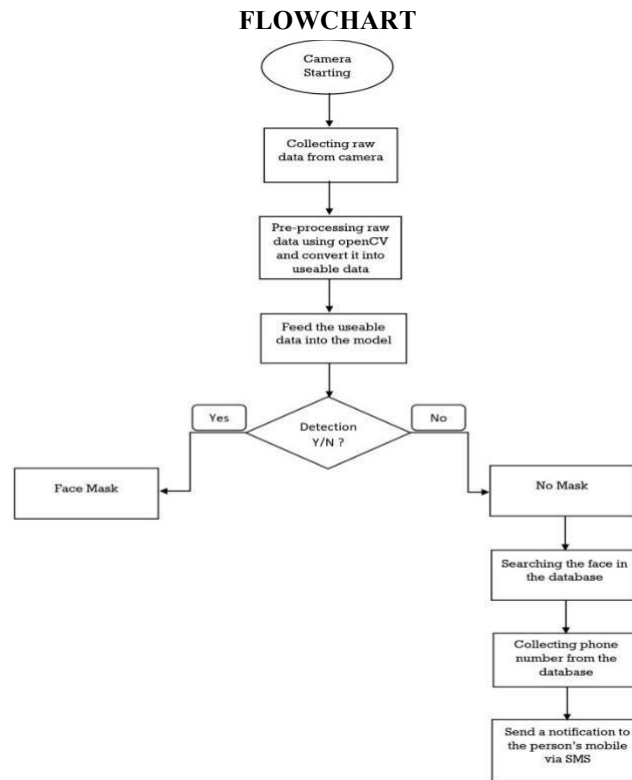 FLOWCHART
Camera
Starting
Collecting raw
data from camera
Pre-processing raw
data using openCV
and convert it into
useable data
Feed the useable
data into the model
Detection
Y/N ?
Yes
No
Face Mask
No Mask
Searching the face in
the database
Collecting phone
number from the
database
Send a notification to
the person's mobile
via SMS